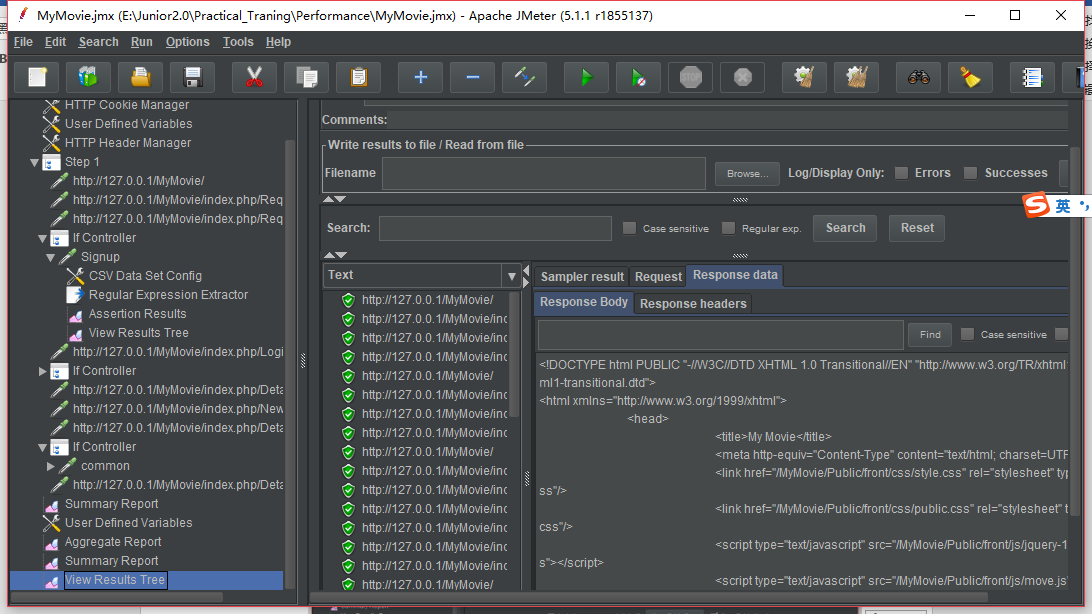 MyMovie.jmx (E:\Junior2.0\Practical_Traning\Performance\MyMovie.jmx) - Apache JMeter (5.1.1 r1855137)
File Edit Search Run Options Tools Help
STOP
HTTP Cookie Manager
User Defined Variables
HTTP Header Manager
Step 1
http://127.0.0.1/MyMovie/
http://127.0.0.1/MyMovie/index.php/Req
http://127.0.0.1/MyMovie/index.php/Req
If Controller
Signup
CSV Data Set Config
Regular Expression Extractor
Assertion Results
View Results Tree
http://127.0.0.1/MyMovie/index.php/Logi
If Controller
http://127.0.0.1/MyMovie/index.php/Deta
http://127.0.0.1/MyMovie/index.php/New
http://127.0.0.1/MyMovie/index.php/Deta
If Controller
common
http://127.0.0.1/MyMovie/index.php/Deta
Summary Report
User Defined Variables
Aggregate Report
Summary Report
View Results Tree
Comments:
Write results to file / Read from file
Filename Browse... Log/Display Only: Errors Successes
S 英
Search: Case sensitive Regular exp. Search Reset
Text
http://127.0.0.1/MyMovie/
http://127.0.0.1/MyMovie/inc
http://127.0.0.1/MyMovie/inc
http://127.0.0.1/MyMovie/inc
http://127.0.0.1/MyMovie/
http://127.0.0.1/MyMovie/inc
http://127.0.0.1/MyMovie/inc
http://127.0.0.1/MyMovie/inc
http://127.0.0.1/MyMovie/
http://127.0.0.1/MyMovie/inc
http://127.0.0.1/MyMovie/inc
http://127.0.0.1/MyMovie/inc
http://127.0.0.1/MyMovie/inc
http://127.0.0.1/MyMovie/inc
http://127.0.0.1/MyMovie/inc
http://127.0.0.1/MyMovie/
Sampler result Request Response data
Response Body Response headers
Find Case sensitive
<!DOCTYPE html PUBLIC "-//W3C//DTD XHTML 1.0 Transitional//EN" "http://www.w3.org/TR/xhtml
ml1-transitional.dtd">
<html xmlns="http://www.w3.org/1999/xhtml">
<head>
<title>My Movie</title>
<meta http-equiv="Content-Type" content="text/html; charset=UTF
<link href="/MyMovie/Public/front/css/style.css" rel="stylesheet" typ
ss"/>
<link href="/MyMovie/Public/front/css/public.css" rel="stylesheet" t
css"/>
<script type="text/javascript" src="/MyMovie/Public/front/js/jquery-1
s"></script>
<script type="text/javascript" src="/MyMovie/Public/front/js/move.js"